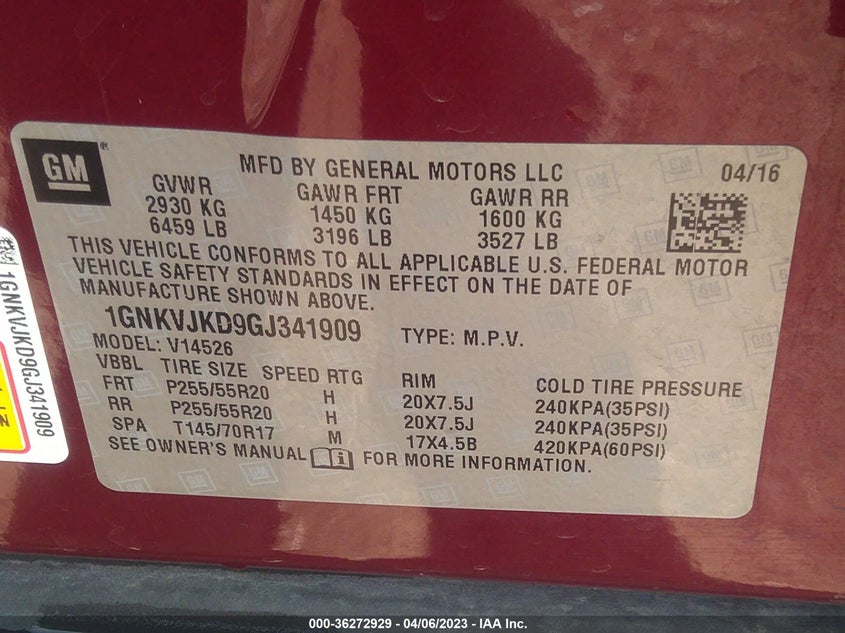 GM
MFD BY GENERAL MOTORS LLC 04/16
GVWR GAWR FRT GAWR RR
2930 KG 1450 KG 1600 KG
6459 LB 3196 LB 3527 LB
THIS VEHICLE CONFORMS TO ALL APPLICABLE U.S. FEDERAL MOTOR
VEHICLE SAFETY STANDARDS IN EFFECT ON THE DATE OF
MANUFACTURE SHOWN ABOVE.
1GNKVJKD9GJ341909 TYPE: M.P.V.
MODEL: V14526
VBBL TIRE SIZE SPEED RTG RIM COLD TIRE PRESSURE
FRT P255/55R20 H 20X7.5J 240KPA(35PSI)
RR P255/55R20 H 20X7.5J 240KPA(35PSI)
SPA T145/70R17 M 17X4.5B 420KPA(60PSI)
SEE OWNER'S MANUAL i FOR MORE INFORMATION.
1GNKVJKD9GJ341909
000-36272929 - 04/06/2023 - IAA Inc.